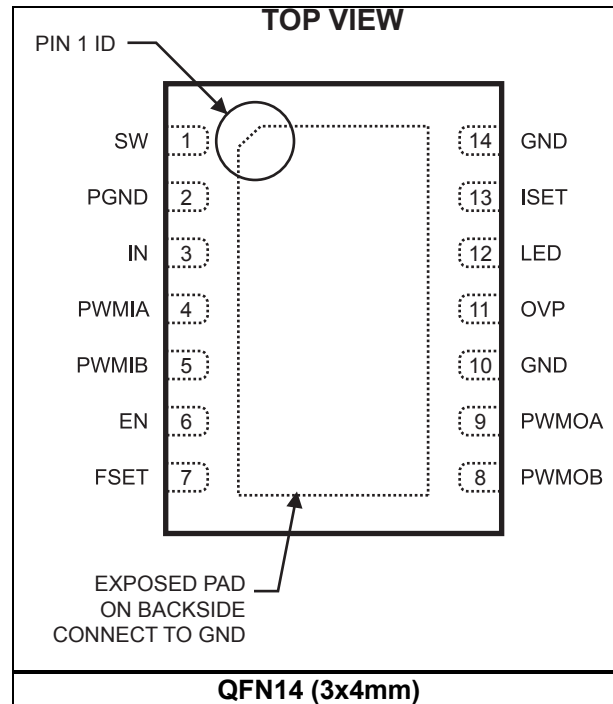 TOP VIEW
PIN 1 ID
SW 1
PGND 2
IN 3
PWMIA 4
PWMIB 5
EN 6
FSET 7
14 GND
13 ISET
12 LED
11 OVP
10 GND
9 PWMOA
8 PWMOB
EXPOSED PAD
ON BACKSIDE
CONNECT TO GND
QFN14 (3x4mm)